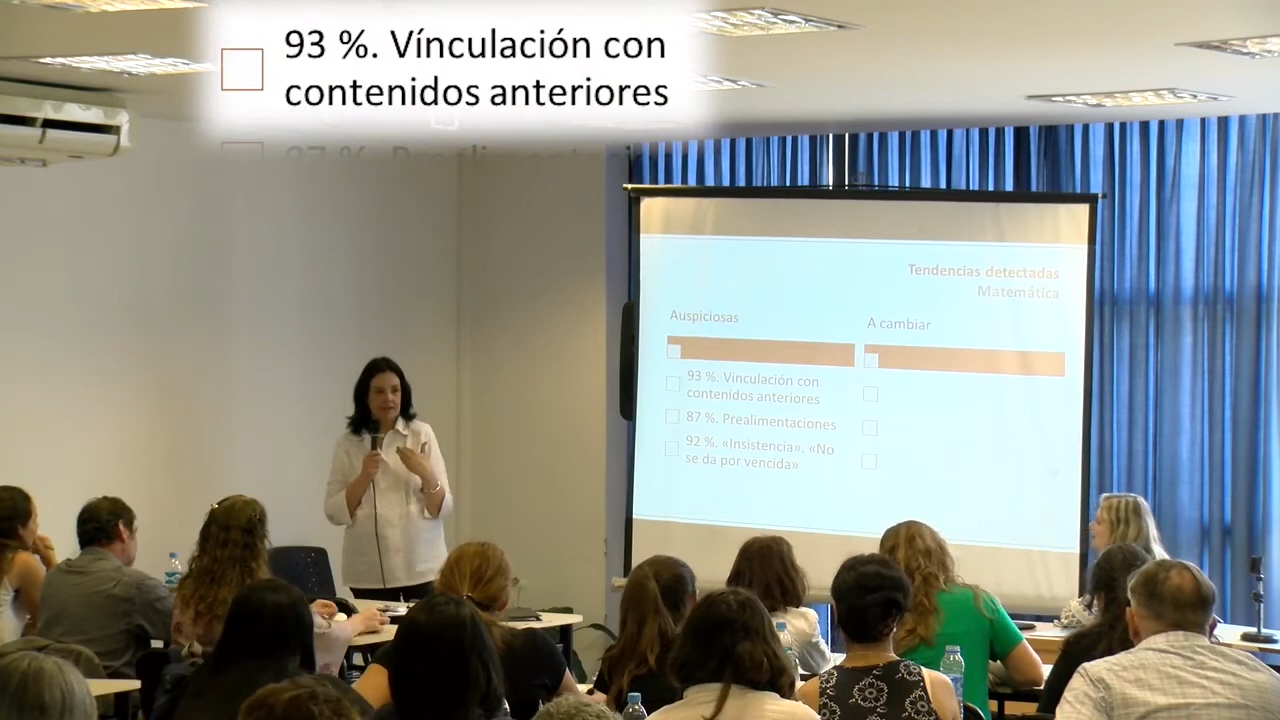 93 %. Vínculación con
contenidos anteriores
Tendencias detectadas
Matemática
Auspiciosas
A cambiar
93 %. Vinculación con
contenidos anteriores
87 %. Prealimentaciones
92 %. «Insistencia». «No
se da por vencida»